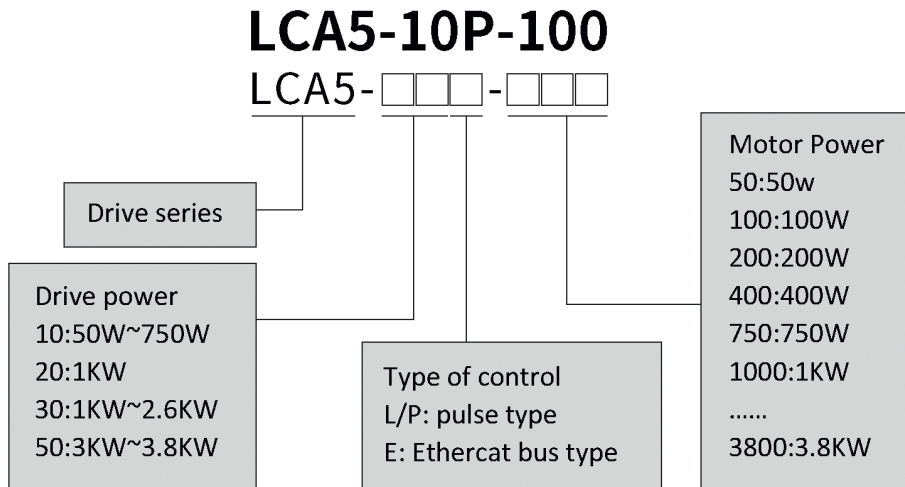 LCA5-10P-100
LCA5-□□□-□□□
Drive series
Drive power
10:50W~750W
20:1KW
30:1KW~2.6KW
50:3KW~3.8KW
Type of control
L/P: pulse type
E: Ethercat bus type
Motor Power
50:50w
100:100W
200:200W
400:400W
750:750W
1000:1KW
......
3800:3.8KW